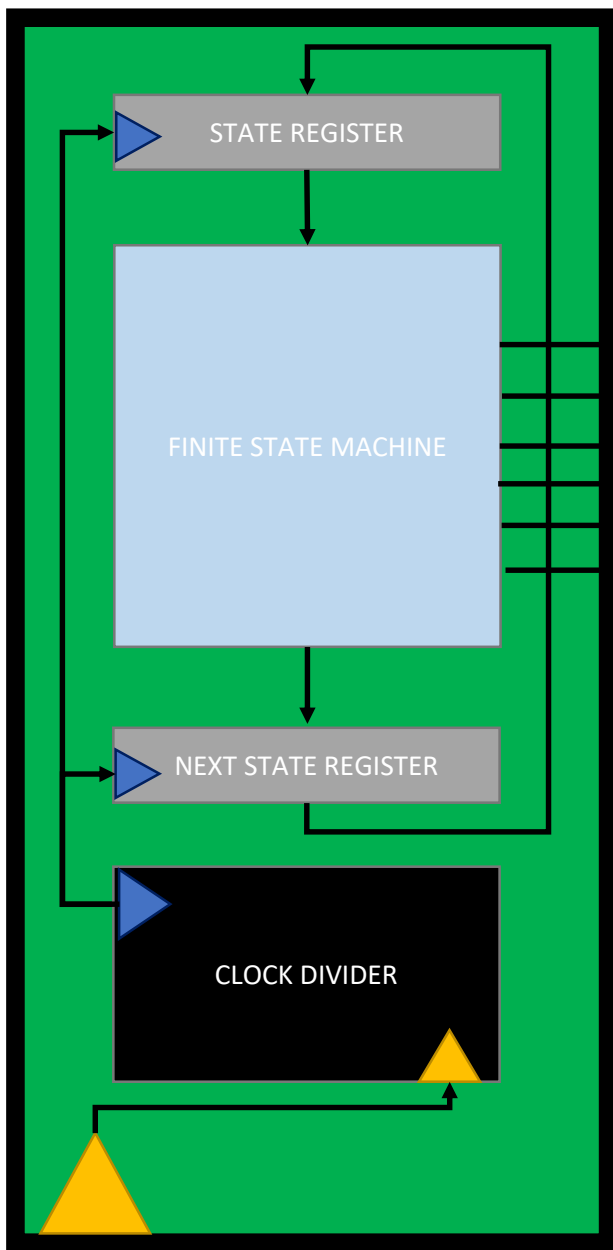 STATE REGISTER
FINITE STATE MACHINE
NEXT STATE REGISTER
CLOCK DIVIDER